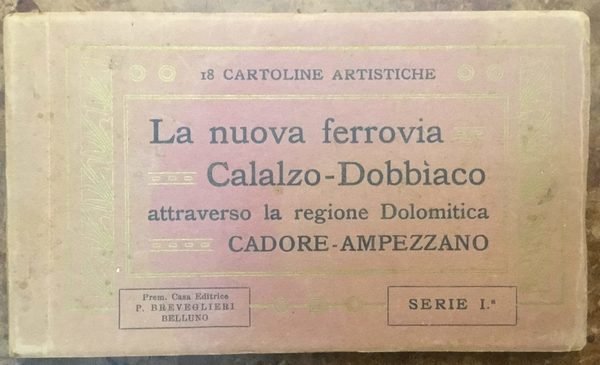 18 CARTOLINE ARTISTICHE
La nuova ferrovia
Calalzo-Dobbìaco
attraverso la regione Dolomitica
CADORE-AMPEZZANO
Prem. Casa Editrice
P. BREVEGLIERI
BELLUNO
SERIE I.ª